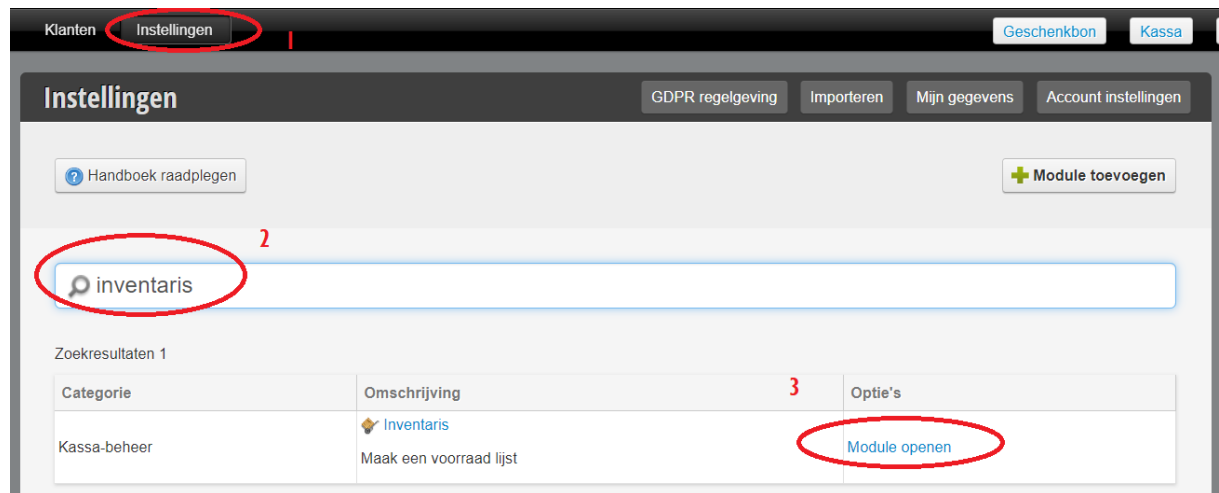 Klanten Instellingen 1 Geschenkbon Kassa
Instellingen GDPR regelgeving Importeren Mijn gegevens Account instellingen
Handboek raadplegen Module toevoegen
2
inventaris
Zoekresultaten 1
Categorie Omschrijving 3 Optie's
Kassa-beheer Inventaris Module openen
Maak een voorraad lijst